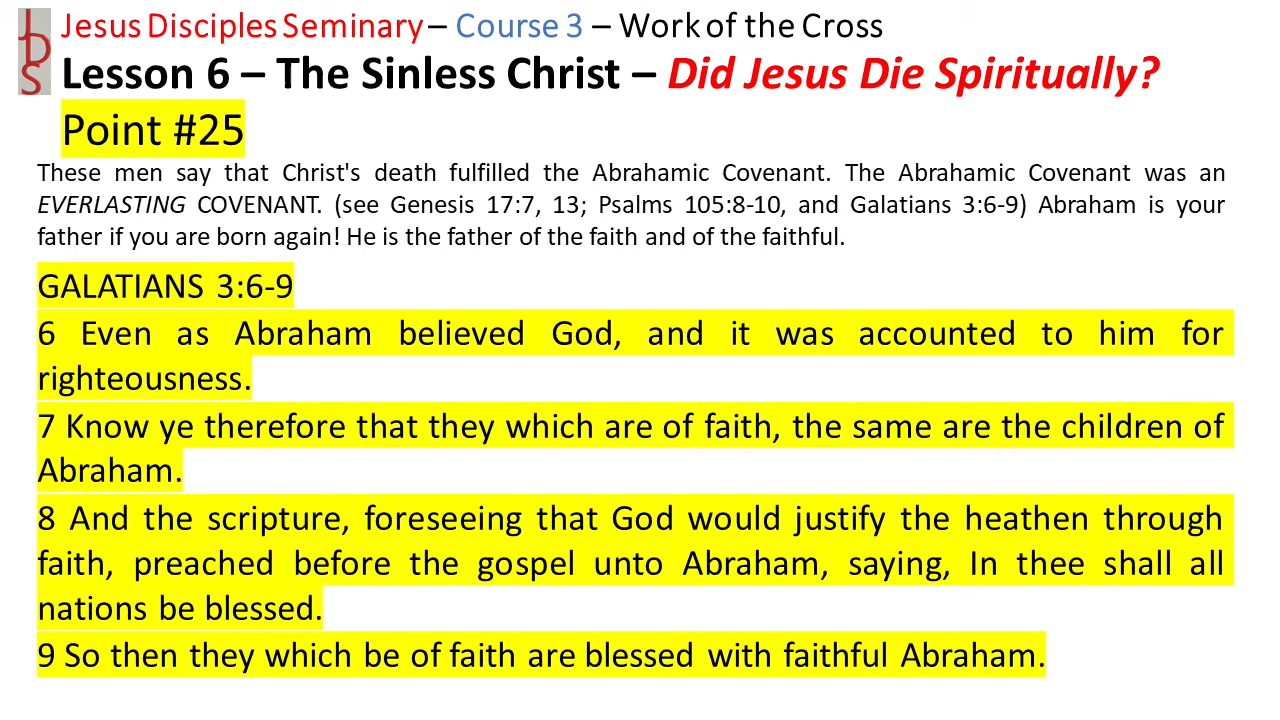 JDS
Jesus Disciples Seminary – Course 3 – Work of the Cross
Lesson 6 – The Sinless Christ – Did Jesus Die Spiritually?
Point #25
These men say that Christ's death fulfilled the Abrahamic Covenant. The Abrahamic Covenant was an
EVERLASTING COVENANT. (see Genesis 17:7, 13; Psalms 105:8-10, and Galatians 3:6-9) Abraham is your
father if you are born again! He is the father of the faith and of the faithful.
GALATIANS 3:6-9
6 Even as Abraham believed God, and it was accounted to him for
righteousness.
7 Know ye therefore that they which are of faith, the same are the children of
Abraham.
8 And the scripture, foreseeing that God would justify the heathen through
faith, preached before the gospel unto Abraham, saying, In thee shall all
nations be blessed.
9 So then they which be of faith are blessed with faithful Abraham.